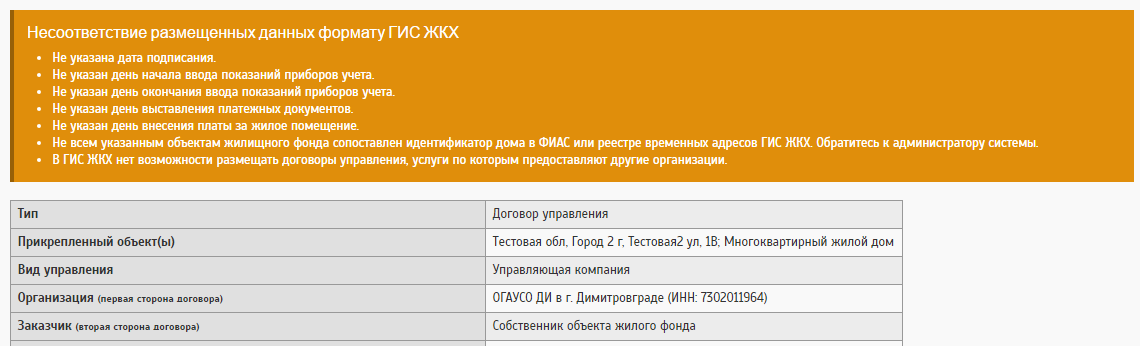 Несоответствие размещенных данных формату ГИС ЖКХ
• Не указана дата подписания.
• Не указан день начала ввода показаний приборов учета.
• Не указан день окончания ввода показаний приборов учета.
• Не указан день выставления платежных документов.
• Не указан день внесения платы за жилое помещение.
• Не всем указанным объектам жилищного фонда сопоставлен идентификатор дома в ФИАС или реестре временных адресов ГИС ЖКХ. Обратитесь к администратору системы.
• В ГИС ЖКХ нет возможности размещать договоры управления, услуги по которым предоставляют другие организации.
Тип Договор управления
Прикрепленный объект(ы) Тестовая обл, Город 2 г, Тестовая2 ул, 1В; Многоквартирный жилой дом
Вид управления Управляющая компания
Организация (первая сторона договора) ОГАУСО ДИ в г. Димитровграде (ИНН: 7302011964)
Заказчик (вторая сторона договора) Собственник объекта жилого фонда